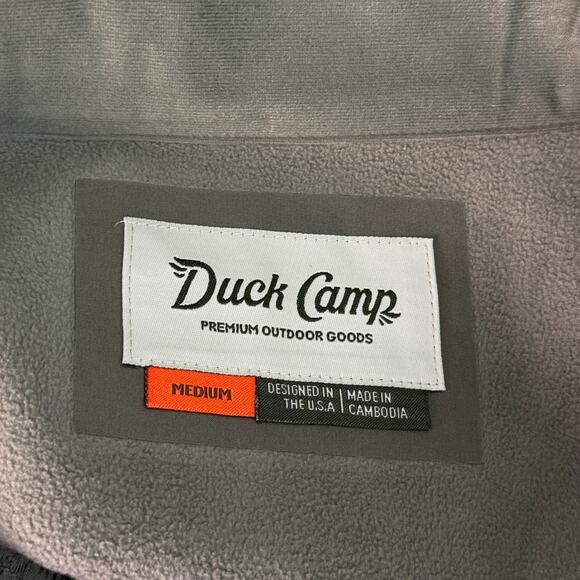 Duck Camp
PREMIUM OUTDOOR GOODS
MEDIUM
DESIGNED IN
THE U.S.A
MADE IN
CAMBODIA